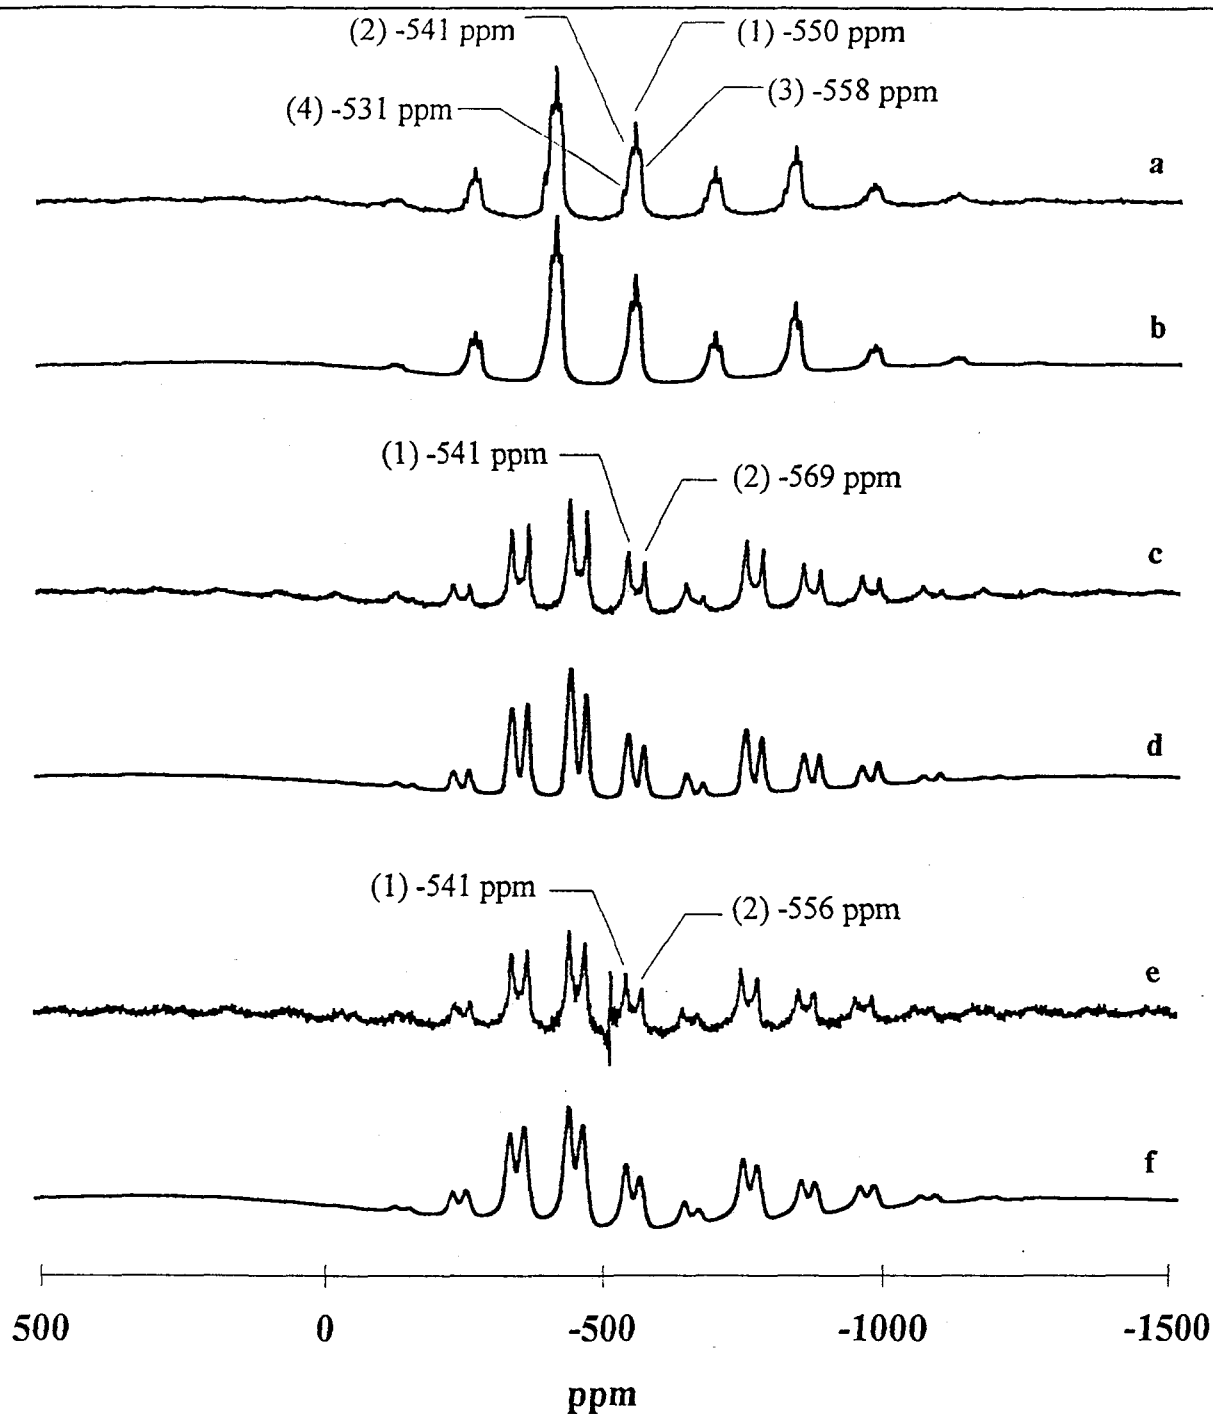 (2) -541 ppm
(1) -550 ppm
(4) -531 ppm
(3) -558 ppm
a
b
(1) -541 ppm
(2) -569 ppm
c
d
(1) -541 ppm
(2) -556 ppm
e
f
500 0 -500 -1000 -1500
ppm